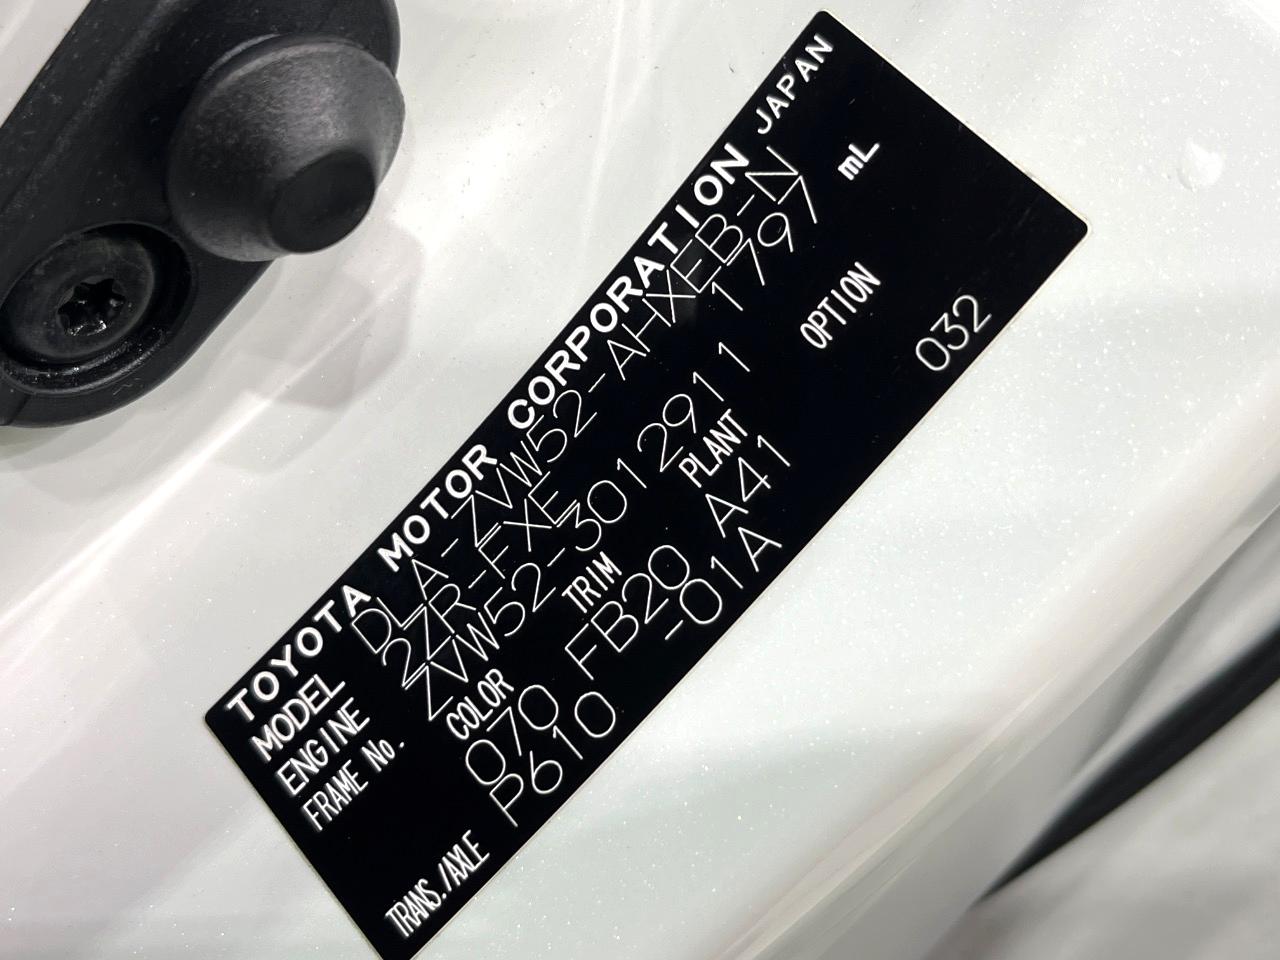 TOYOTA MOTOR CORPORATION JAPAN
MODEL DLA-ZVW52-AHXEB-N
ENGINE 2ZR-FXE 1797 mL
FRAME No. ZVW52-3012911
COLOR TRIM PLANT OPTION
070 FB20 A41 032
TRANS./AXLE P610 -01A